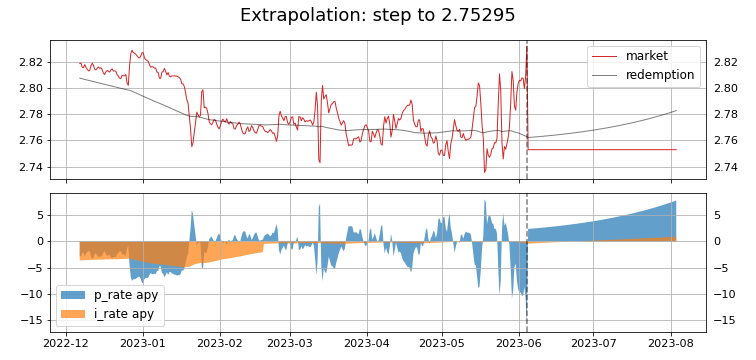 Extrapolation: step to 2.75295
2.82 2.82
2.80 2.80
2.78 2.78
2.76 2.76
2.74 2.74
market
redemption
5 5
0 0
−5 −5
−10 −10
−15 −15
p_rate apy
i_rate apy
2022-12 2023-01 2023-02 2023-03 2023-04 2023-05 2023-06 2023-07 2023-08